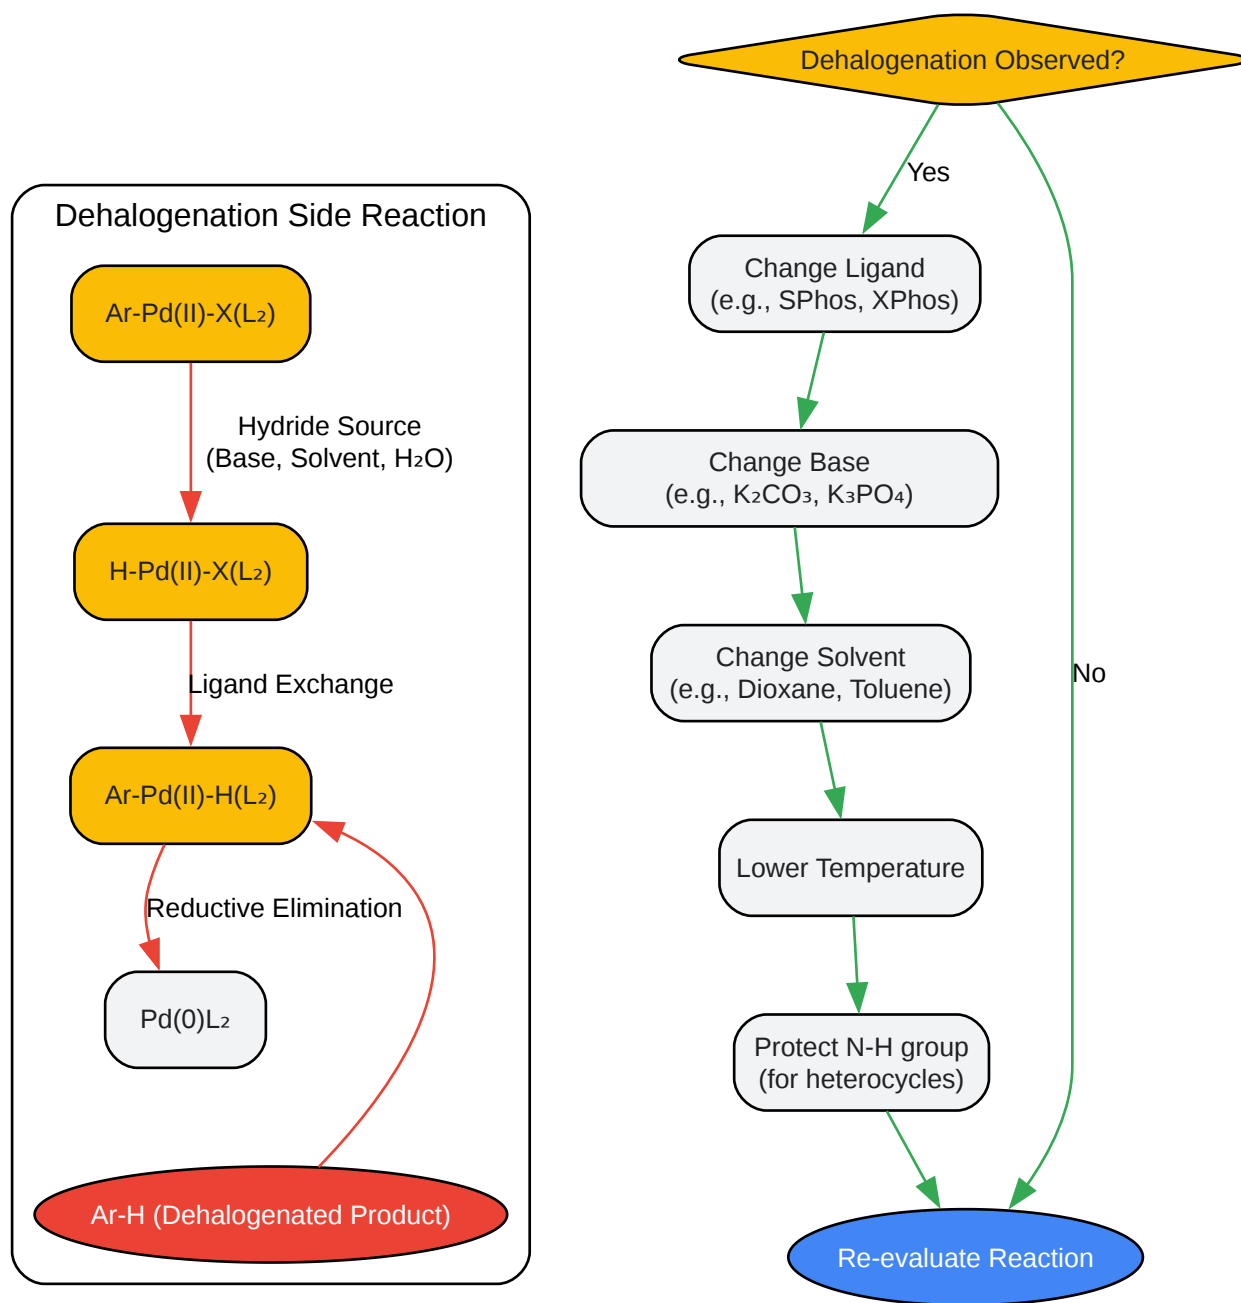 Dehalogenation Side Reaction
Ar-Pd(II)-X(L₂)
Hydride Source
(Base, Solvent, H₂O)
H-Pd(II)-X(L₂)
Ligand Exchange
Ar-Pd(II)-H(L₂)
Reductive Elimination
Pd(0)L₂
Ar-H (Dehalogenated Product)
Dehalogenation Observed?
Yes
Change Ligand
(e.g., SPhos, XPhos)
Change Base
(e.g., K₂CO₃, K₃PO₄)
Change Solvent
(e.g., Dioxane, Toluene)
No
Lower Temperature
Protect N-H group
(for heterocycles)
Re-evaluate Reaction